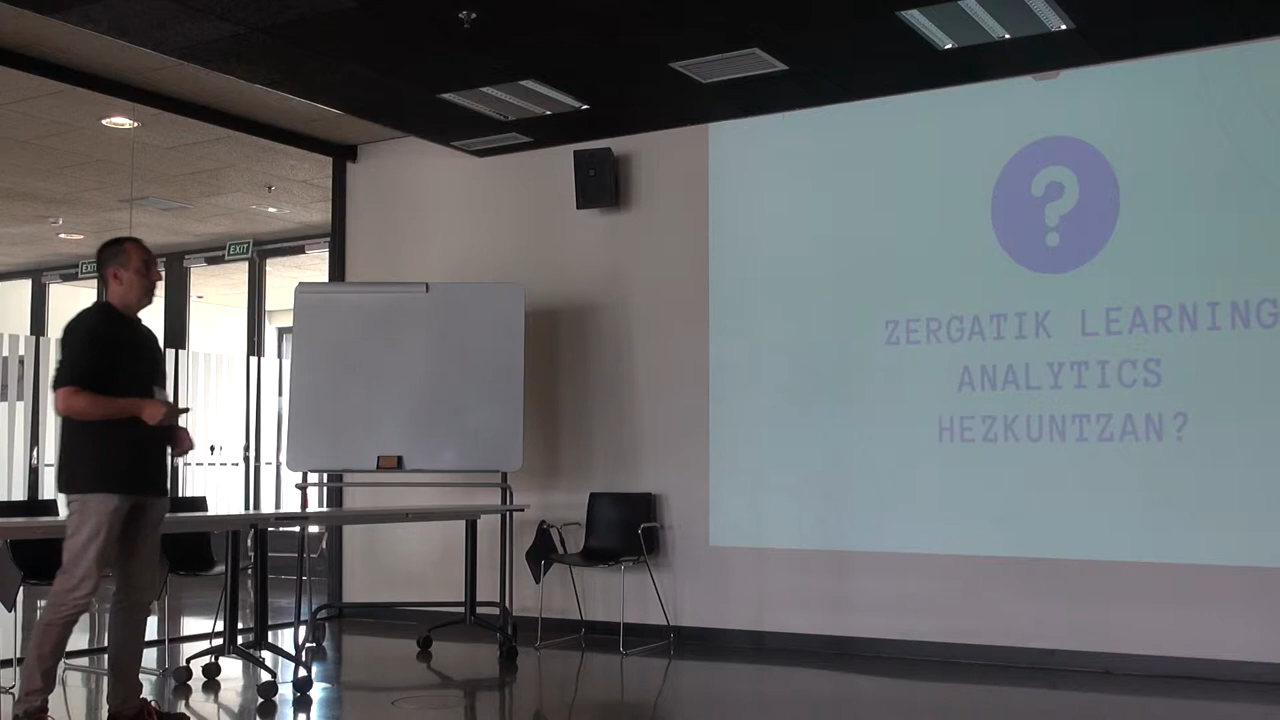 EXIT
EXIT
?
ZERGATIK LEARNING
ANALYTICS
HEZKUNTZAN?